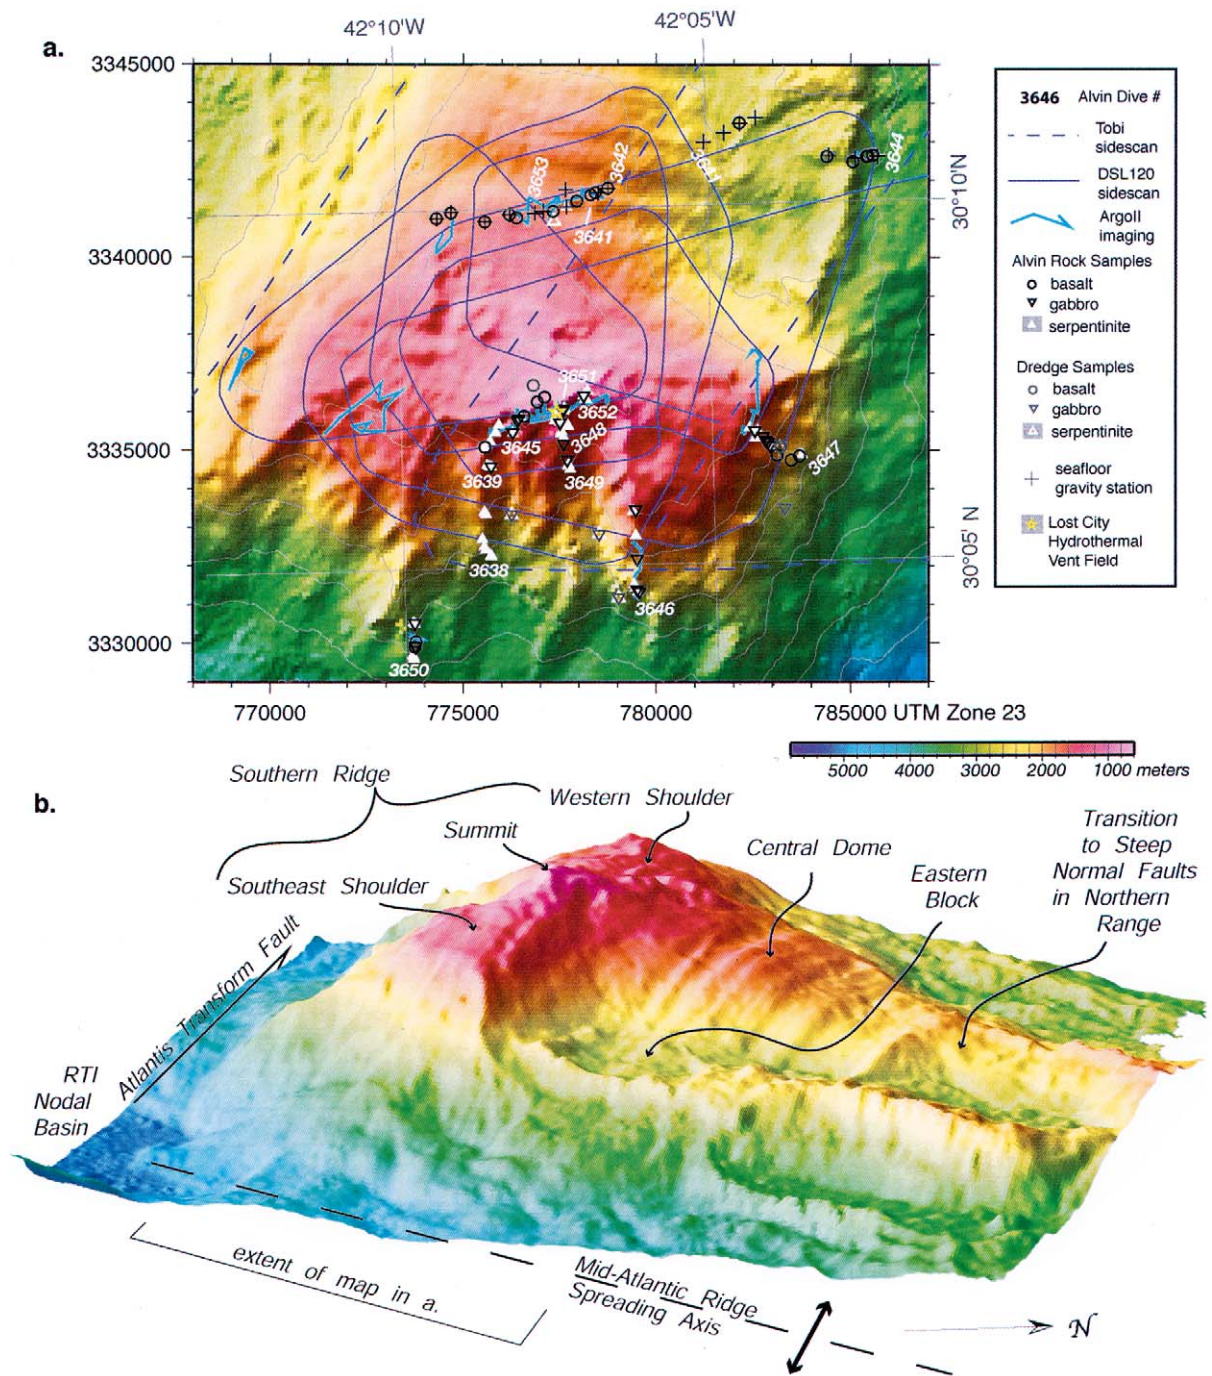 a.
42°10'W
42°05'W
3345000
3340000
3335000
3330000
30°10'N
30°05' N
3653
3642
3641
3644
3641
3651
3652
3645
3648
3647
3639
3649
3638
3646
3650
770000
775000
780000
785000 UTM Zone 23
3646 Alvin Dive #
Tobi
sidescan
DSL120
sidescan
ArgoII
imaging
Alvin Rock Samples
basalt
gabbro
serpentinite
Dredge Samples
basalt
gabbro
serpentinite
seafloor
gravity station
Lost City
Hydrothermal
Vent Field
5000 4000 3000 2000 1000 meters
b.
Southern Ridge
Western Shoulder
Summit
Southeast Shoulder
Central Dome
Eastern
Block
Transition
to Steep
Normal Faults
in Northern
Range
Atlantis Transform Fault
RTI
Nodal
Basin
extent of map in a.
Mid-Atlantic Ridge
Spreading Axis
N